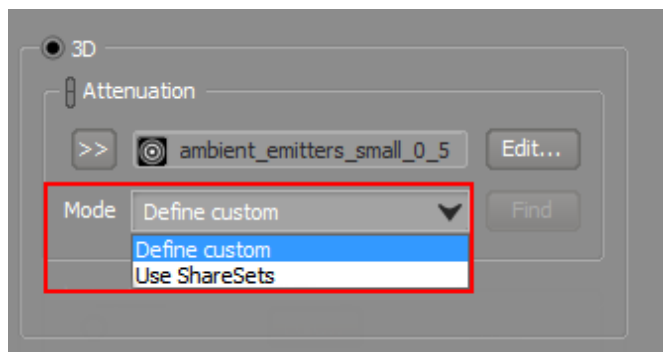 3D
Attenuation
>> ambient_emitters_small_0_5 Edit...
Mode Define custom Find
Define custom
Use ShareSets